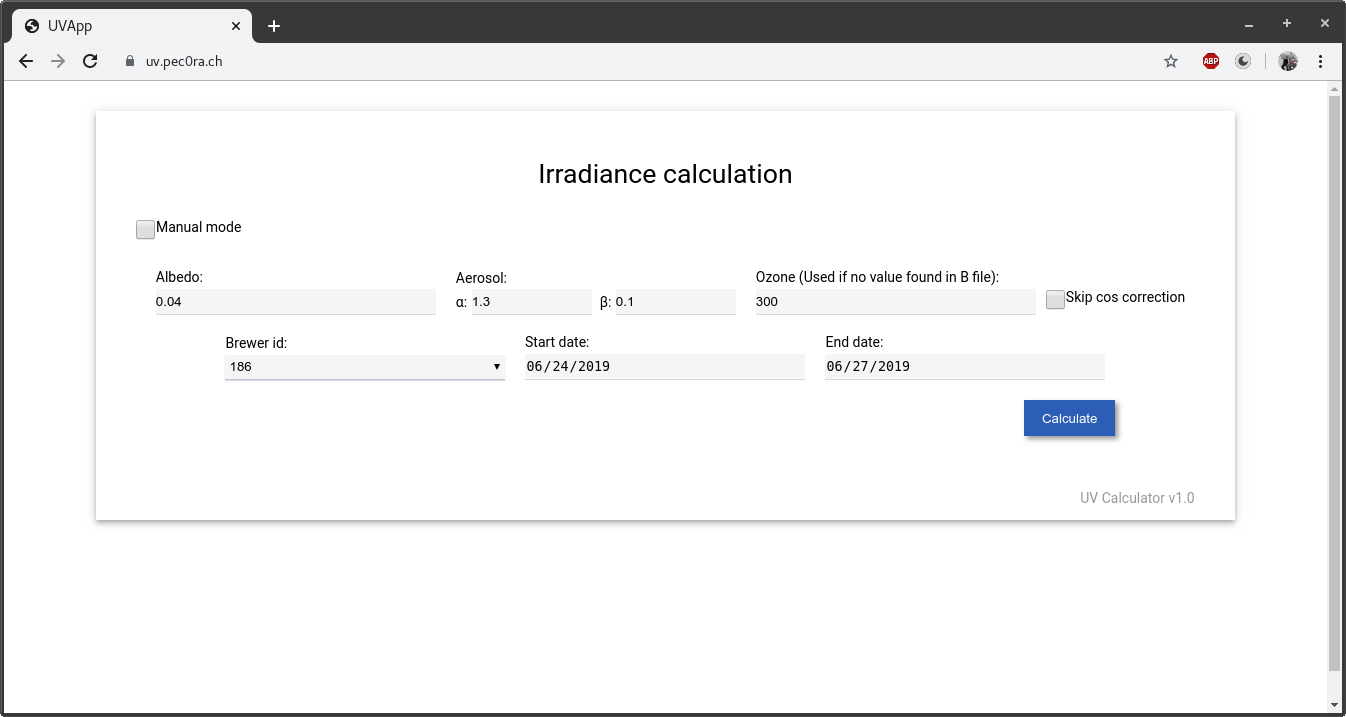 UVApp
uv.pec0ra.ch
ABP
Irradiance calculation
Manual mode
Albedo:
0.04
Aerosol:
α: 1.3 β: 0.1
Ozone (Used if no value found in B file):
300
Skip cos correction
Brewer id:
186
Start date:
06/24/2019
End date:
06/27/2019
Calculate
UV Calculator v1.0